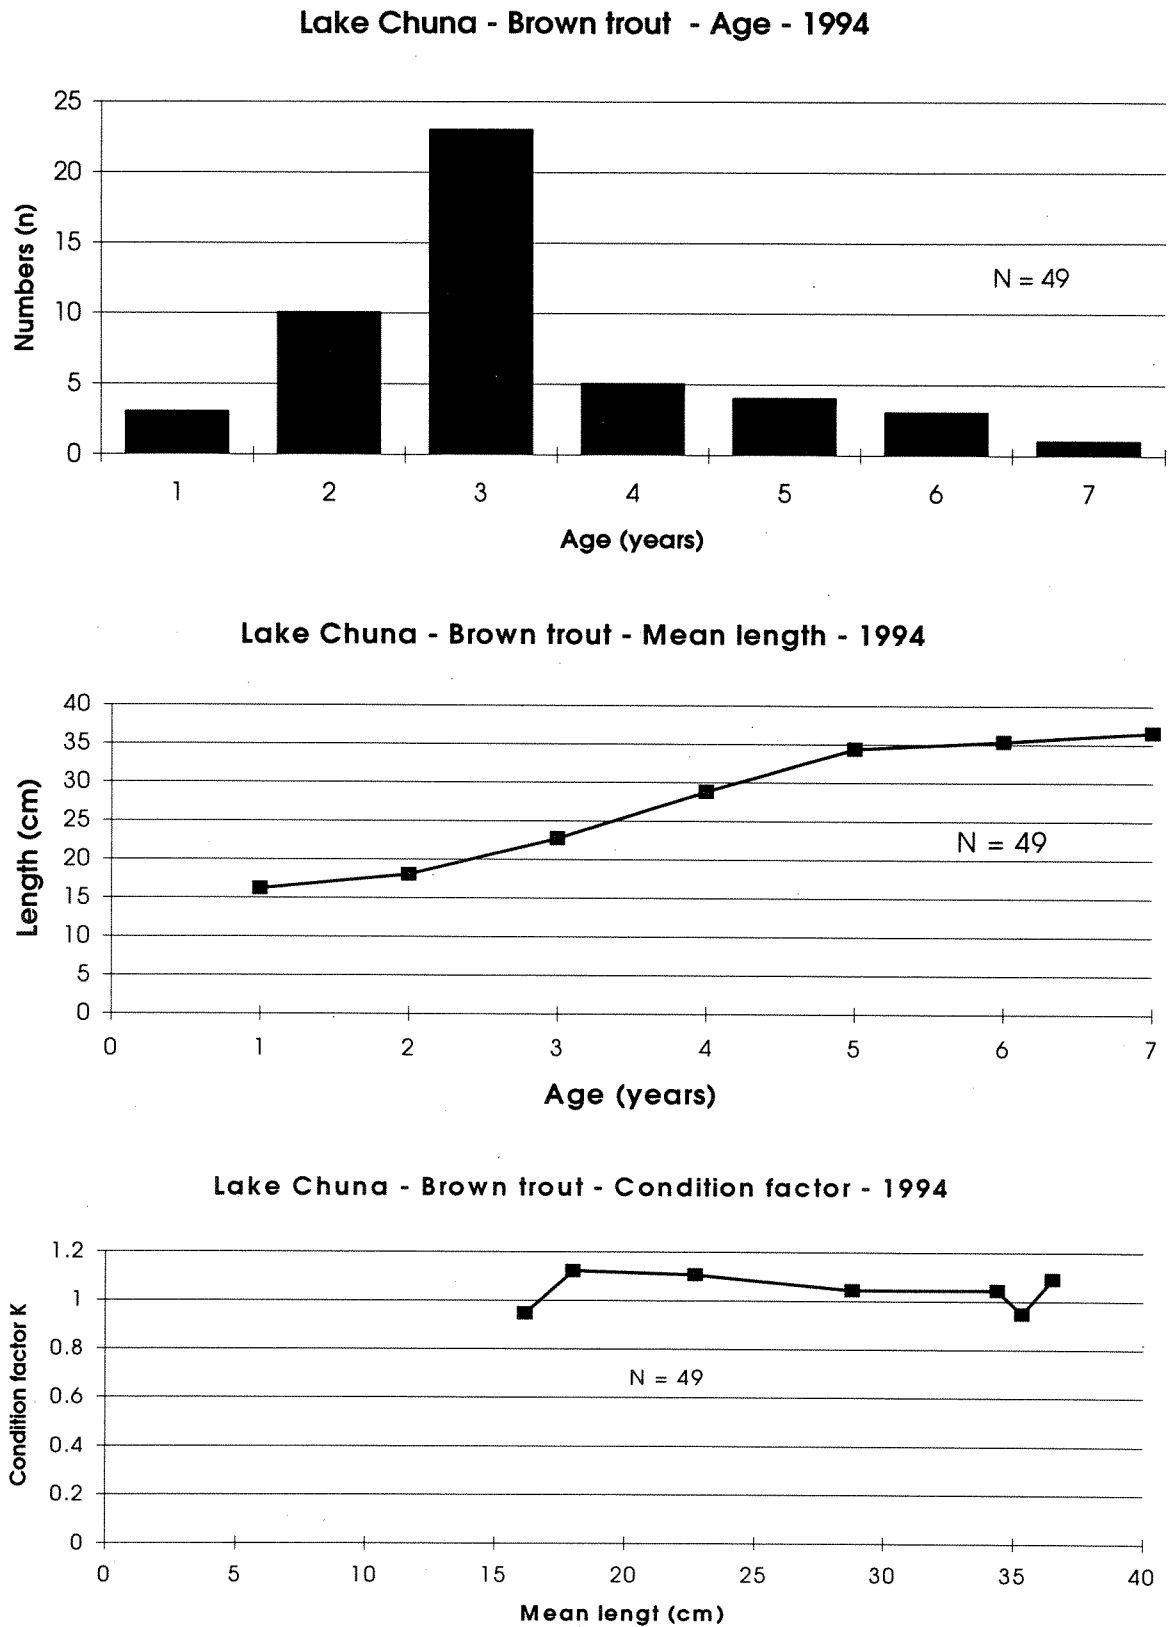 Lake Chuna - Brown trout - Age - 1994
25
20
15
10
5
0
Numbers (n)
N = 49
1 2 3 4 5 6 7
Age (years)
Lake Chuna - Brown trout - Mean length - 1994
40
35
30
25
20
15
10
5
0
Length (cm)
N = 49
0 1 2 3 4 5 6 7
Age (years)
Lake Chuna - Brown trout - Condition factor - 1994
1.2
1
0.8
0.6
0.4
0.2
0
Condition factor K
N = 49
0 5 10 15 20 25 30 35 40
Mean lengt (cm)